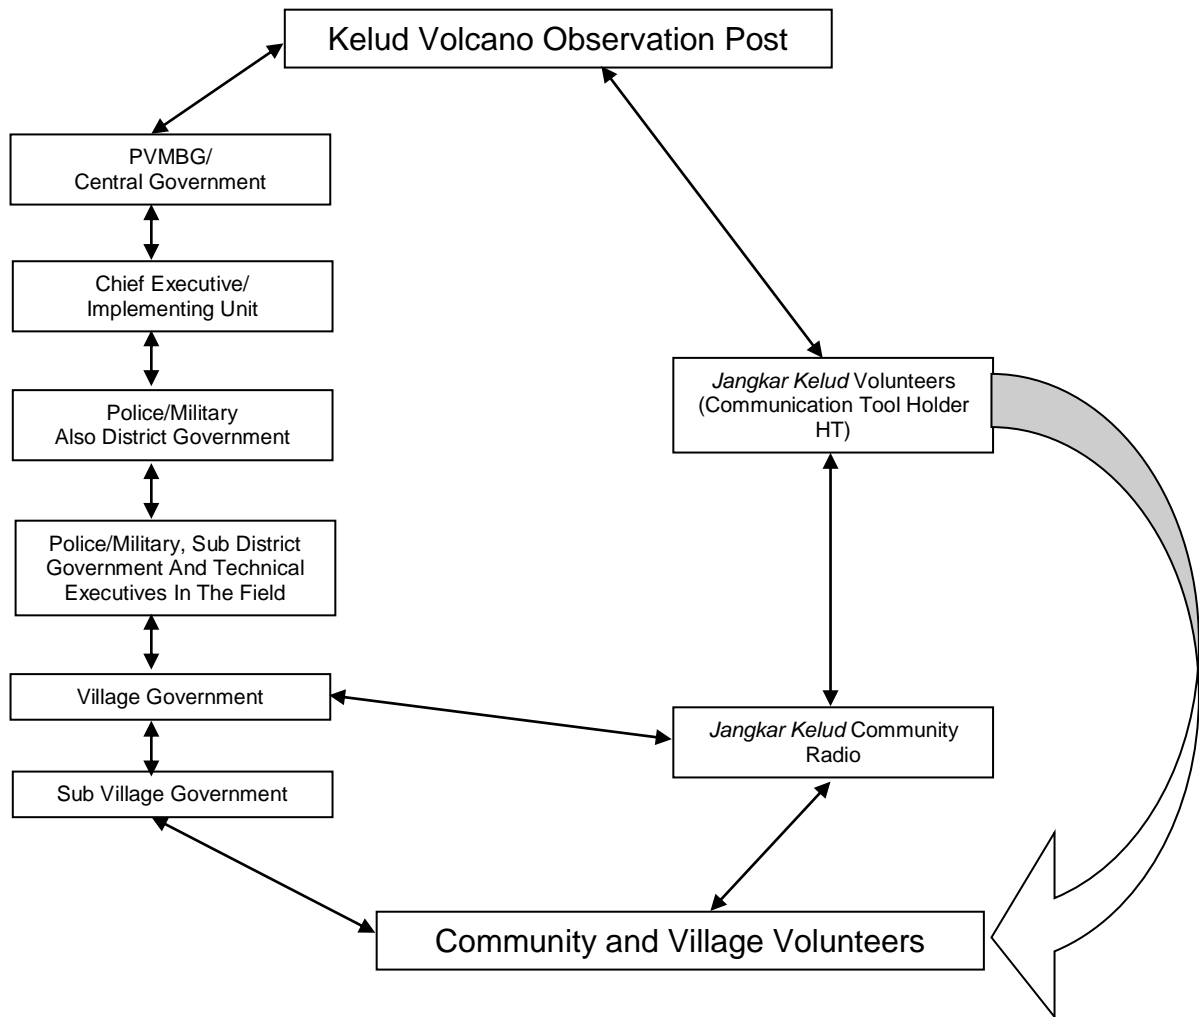 Kelud Volcano Observation Post
PVMBG/
Central Government
Chief Executive/
Implementing Unit
Police/Military
Also District Government
Police/Military, Sub District
Government And Technical
Executives In The Field
Village Government
Sub Village Government
Jangkar Kelud Volunteers
(Communication Tool Holder
HT)
Jangkar Kelud Community
Radio
Community and Village Volunteers